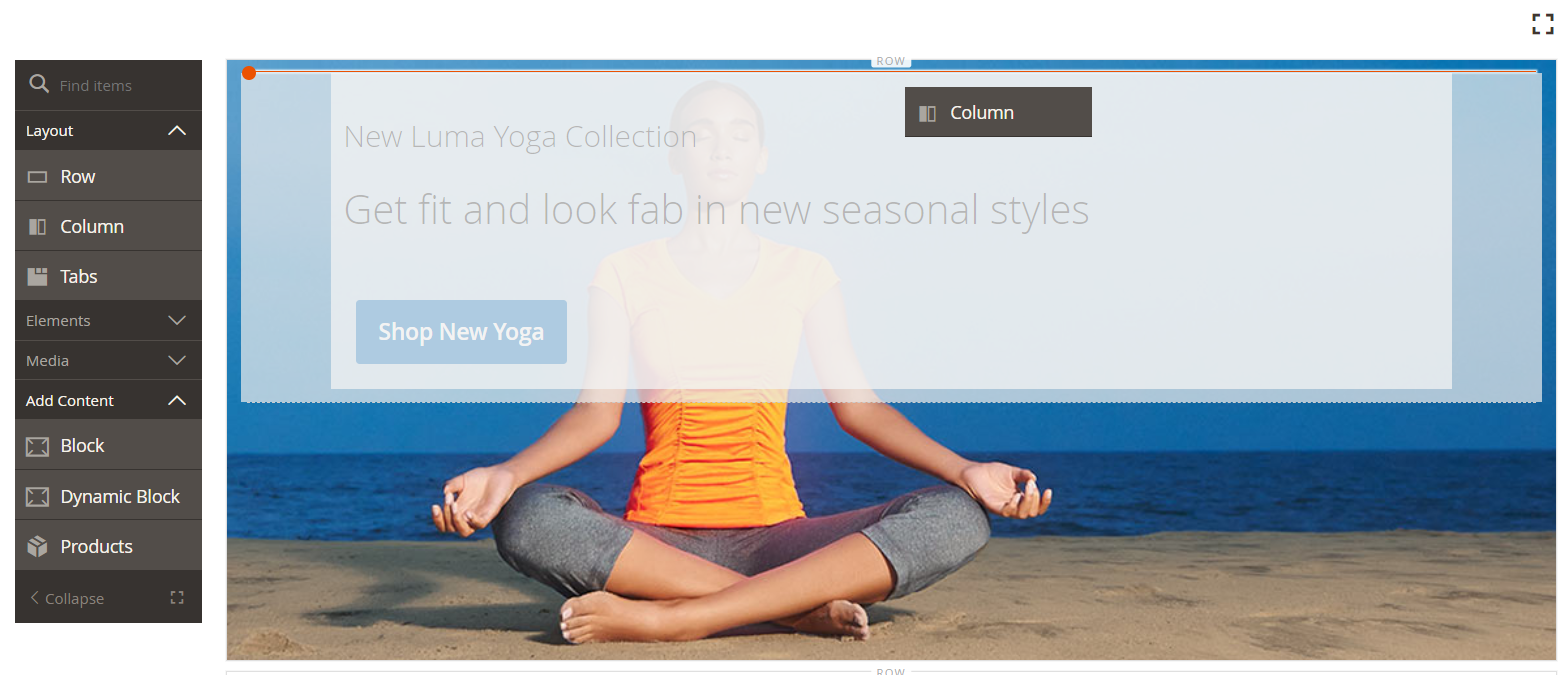 Find items
Layout
Row
Column
Tabs
Elements
Media
Add Content
Block
Dynamic Block
Products
Collapse
ROW
Column
New Luma Yoga Collection
Get fit and look fab in new seasonal styles
Shop New Yoga
ROW